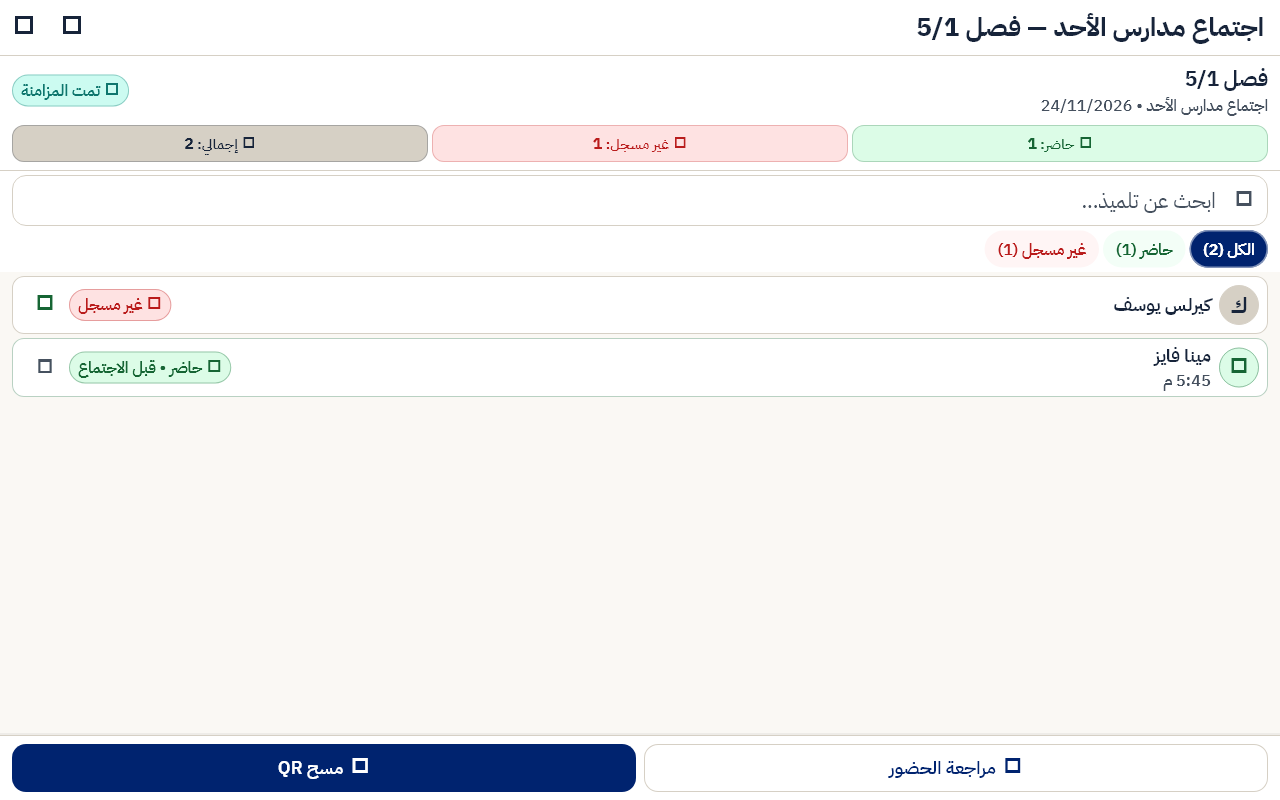 اجتماع مدارس الأحد — فصل 5/1
فصل 5/1
اجتماع مدارس الأحد • 24/11/2026
تمت المزامنة
حاضر: 1
غير مسجل: 1
إجمالي: 2
ابحث عن تلميذ...
الكل (2)
حاضر (1)
غير مسجل (1)
ك
كيرلس يوسف
غير مسجل
مينا فايز
5:45 م
حاضر • قبل الاجتماع
مراجعة الحضور
مسح QR